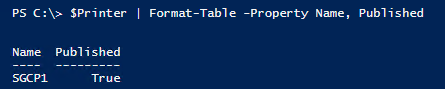 PS C:\> $Printer | Format-Table -Property Name, Published
Name Published
---- ---------
SGCP1 True